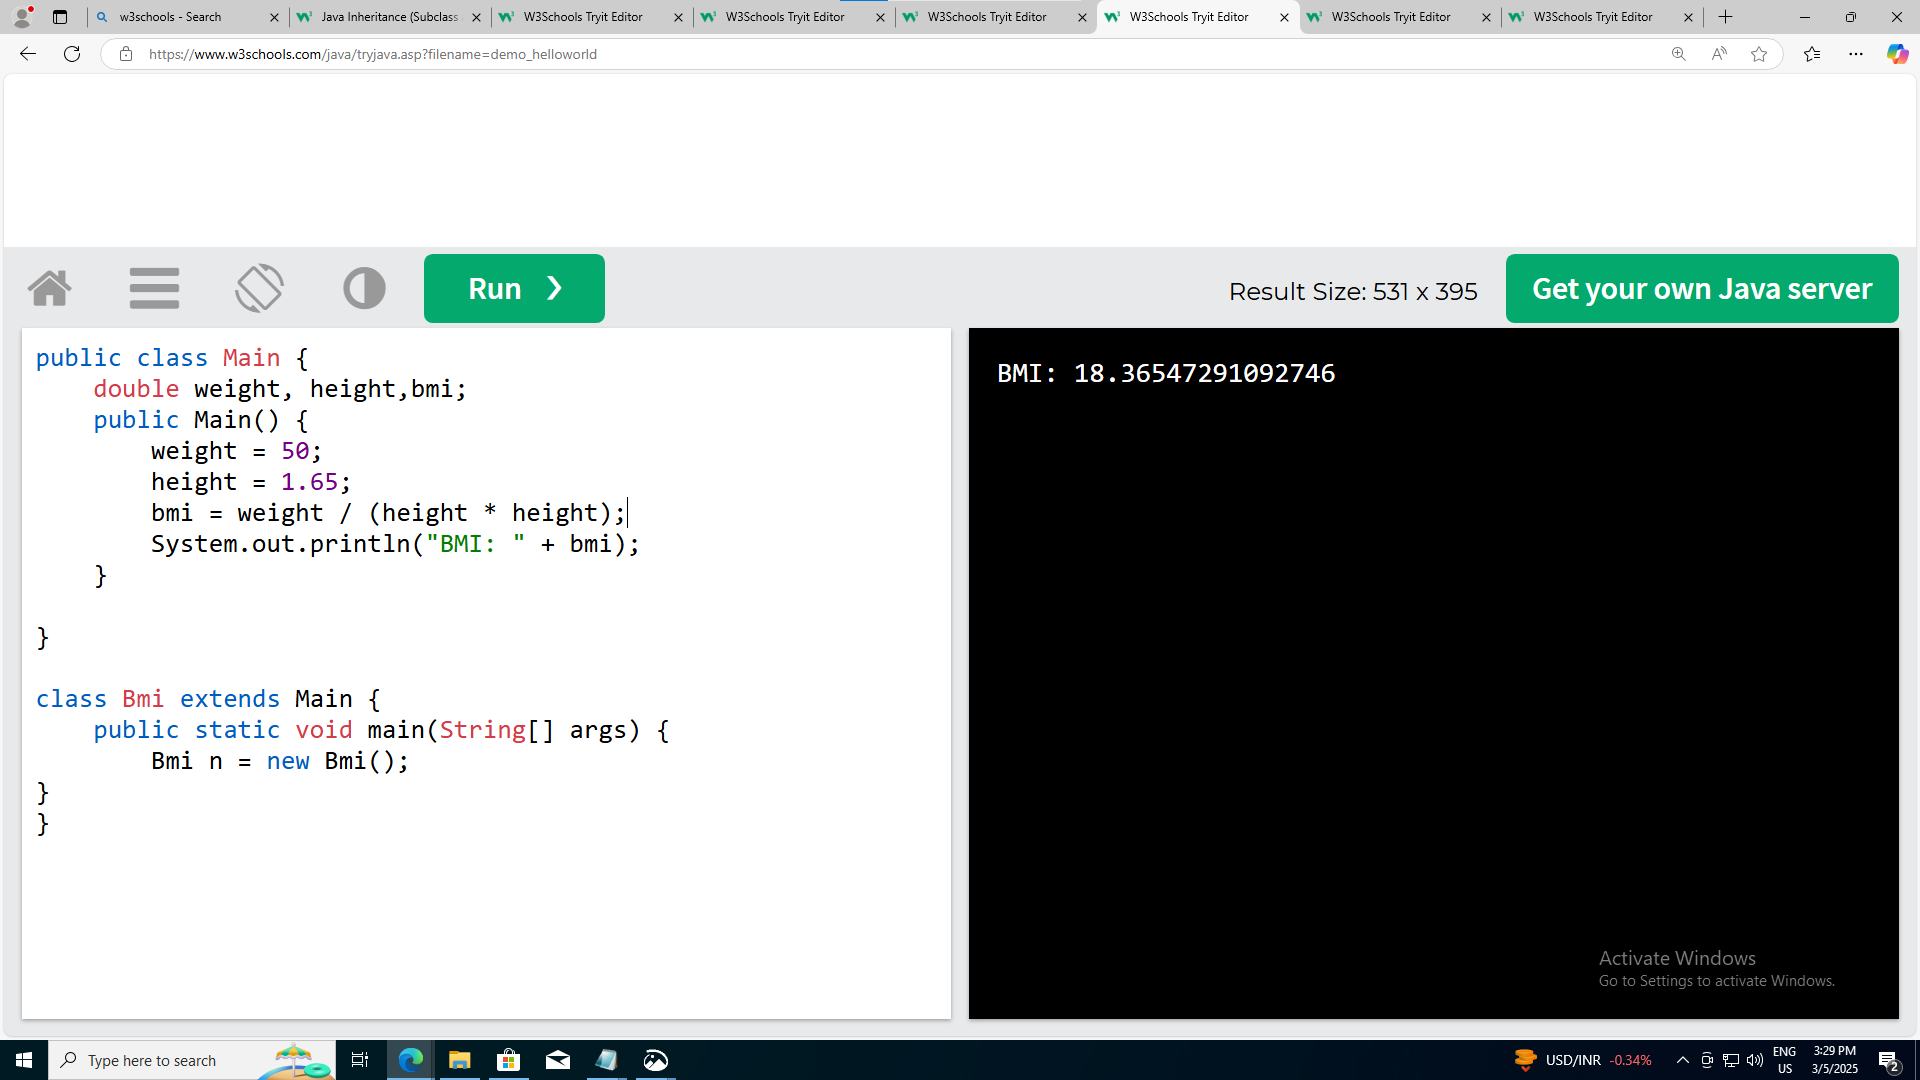 w3schools - Search
Java Inheritance (Subclass
W3Schools Tryit Editor
W3Schools Tryit Editor
W3Schools Tryit Editor
W3Schools Tryit Editor
W3Schools Tryit Editor
W3Schools Tryit Editor
https://www.w3schools.com/java/tryjava.asp?filename=demo_helloworld
Run ❯
Result Size: 531 x 395
Get your own Java server
public class Main {
    double weight, height,bmi;
    public Main() {
        weight = 50;
        height = 1.65;
        bmi = weight / (height * height);
        System.out.println("BMI: " + bmi);
    }
}
class Bmi extends Main {
    public static void main(String[] args) {
        Bmi n = new Bmi();
}
}
BMI: 18.36547291092746
Activate Windows
Go to Settings to activate Windows.
Type here to search
USD/INR -0.34%
ENG
US
3:29 PM
3/5/2025
2